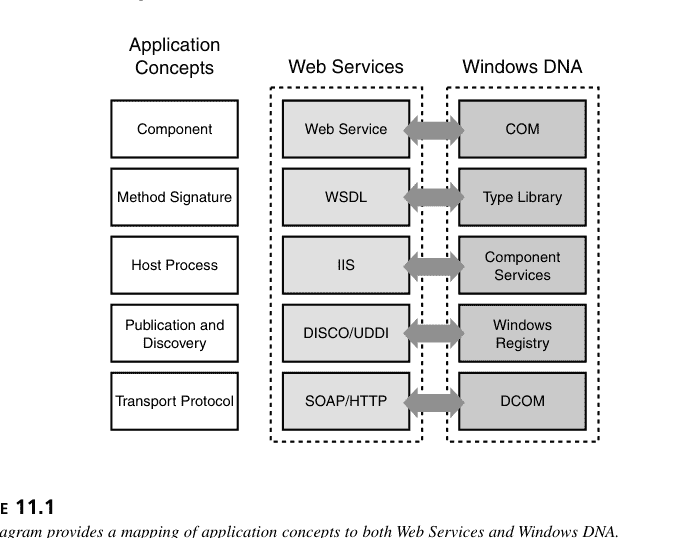 Application
Concepts
Web Services
Windows DNA
Component
Web Service
COM
Method Signature
WSDL
Type Library
Host Process
IIS
Component
Services
Publication and
Discovery
DISCO/UDDI
Windows
Registry
Transport Protocol
SOAP/HTTP
DCOM
E 11.1
agram provides a mapping of application concepts to both Web Services and Windows DNA.